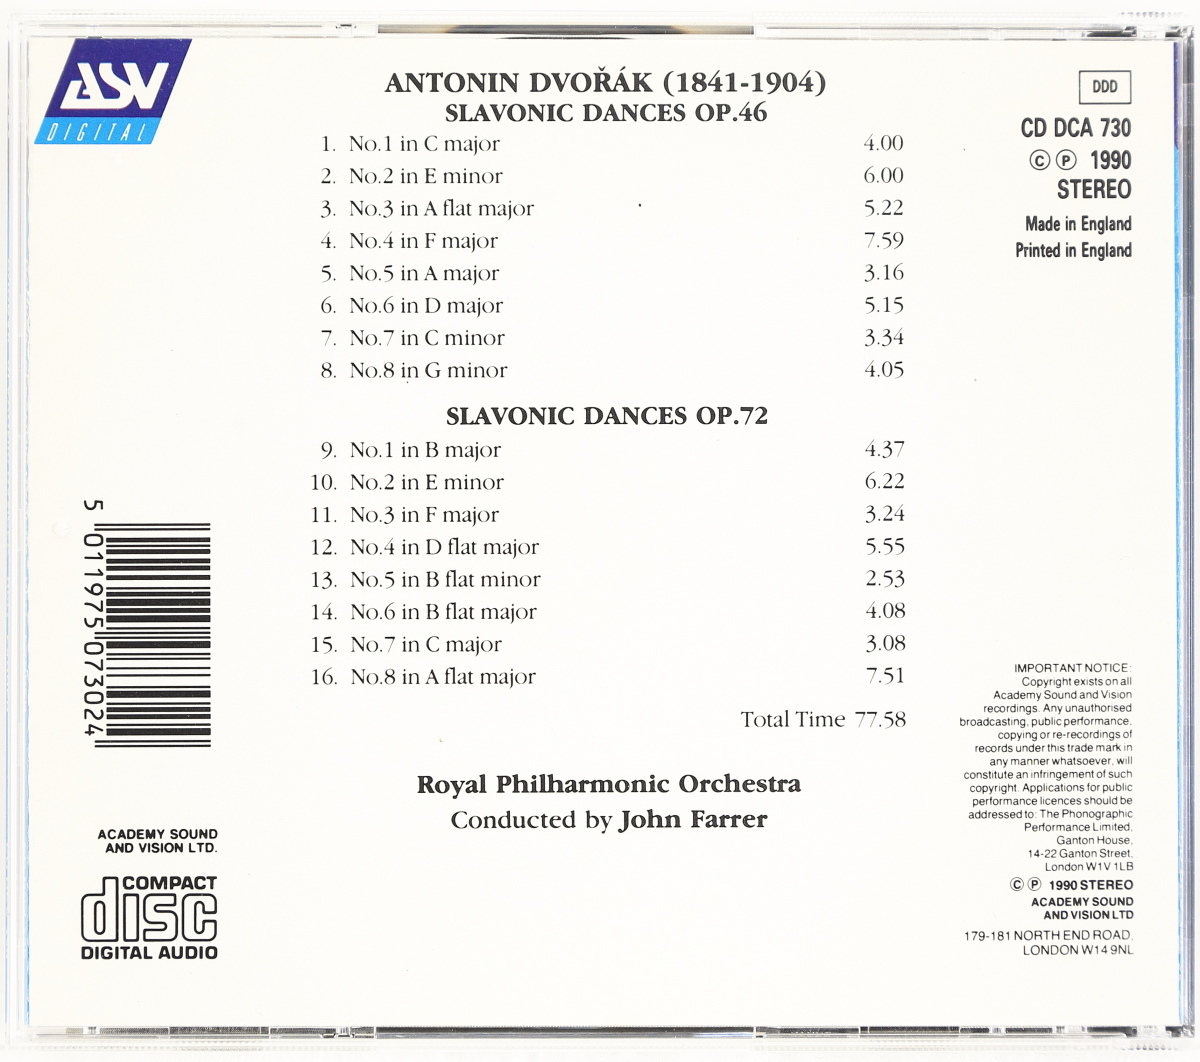 ASV
DIGITAL
ANTONIN DVOŘÁK (1841-1904)
SLAVONIC DANCES OP.46
1. No.1 in C major 4.00
2. No.2 in E minor 6.00
3. No.3 in A flat major 5.22
4. No.4 in F major 7.59
5. No.5 in A major 3.16
6. No.6 in D major 5.15
7. No.7 in C minor 3.34
8. No.8 in G minor 4.05
SLAVONIC DANCES OP.72
9. No.1 in B major 4.37
10. No.2 in E minor 6.22
11. No.3 in F major 3.24
12. No.4 in D flat major 5.55
13. No.5 in B flat minor 2.53
14. No.6 in B flat major 4.08
15. No.7 in C major 3.08
16. No.8 in A flat major 7.51
Total Time 77.58
Royal Philharmonic Orchestra
Conducted by John Farrer
DDD
CD DCA 730
Ⓒ Ⓟ 1990
STEREO
Made in England
Printed in England
5 011975 073024
ACADEMY SOUND
AND VISION LTD.
COMPACT
disc
DIGITAL AUDIO
IMPORTANT NOTICE:
Copyright exists on all
Academy Sound and Vision
recordings. Any unauthorised
broadcasting, public performance,
copying or re-recordings of
records under this trade mark in
any manner whatsoever, will
constitute an infringement of such
copyright. Applications for public
performance licences should be
addressed to: The Phonographic
Performance Limited,
Ganton House,
14-22 Ganton Street,
London W1V 1LB
Ⓒ Ⓟ 1990 STEREO
ACADEMY SOUND
AND VISION LTD
179-181 NORTH END ROAD,
LONDON W14 9NL